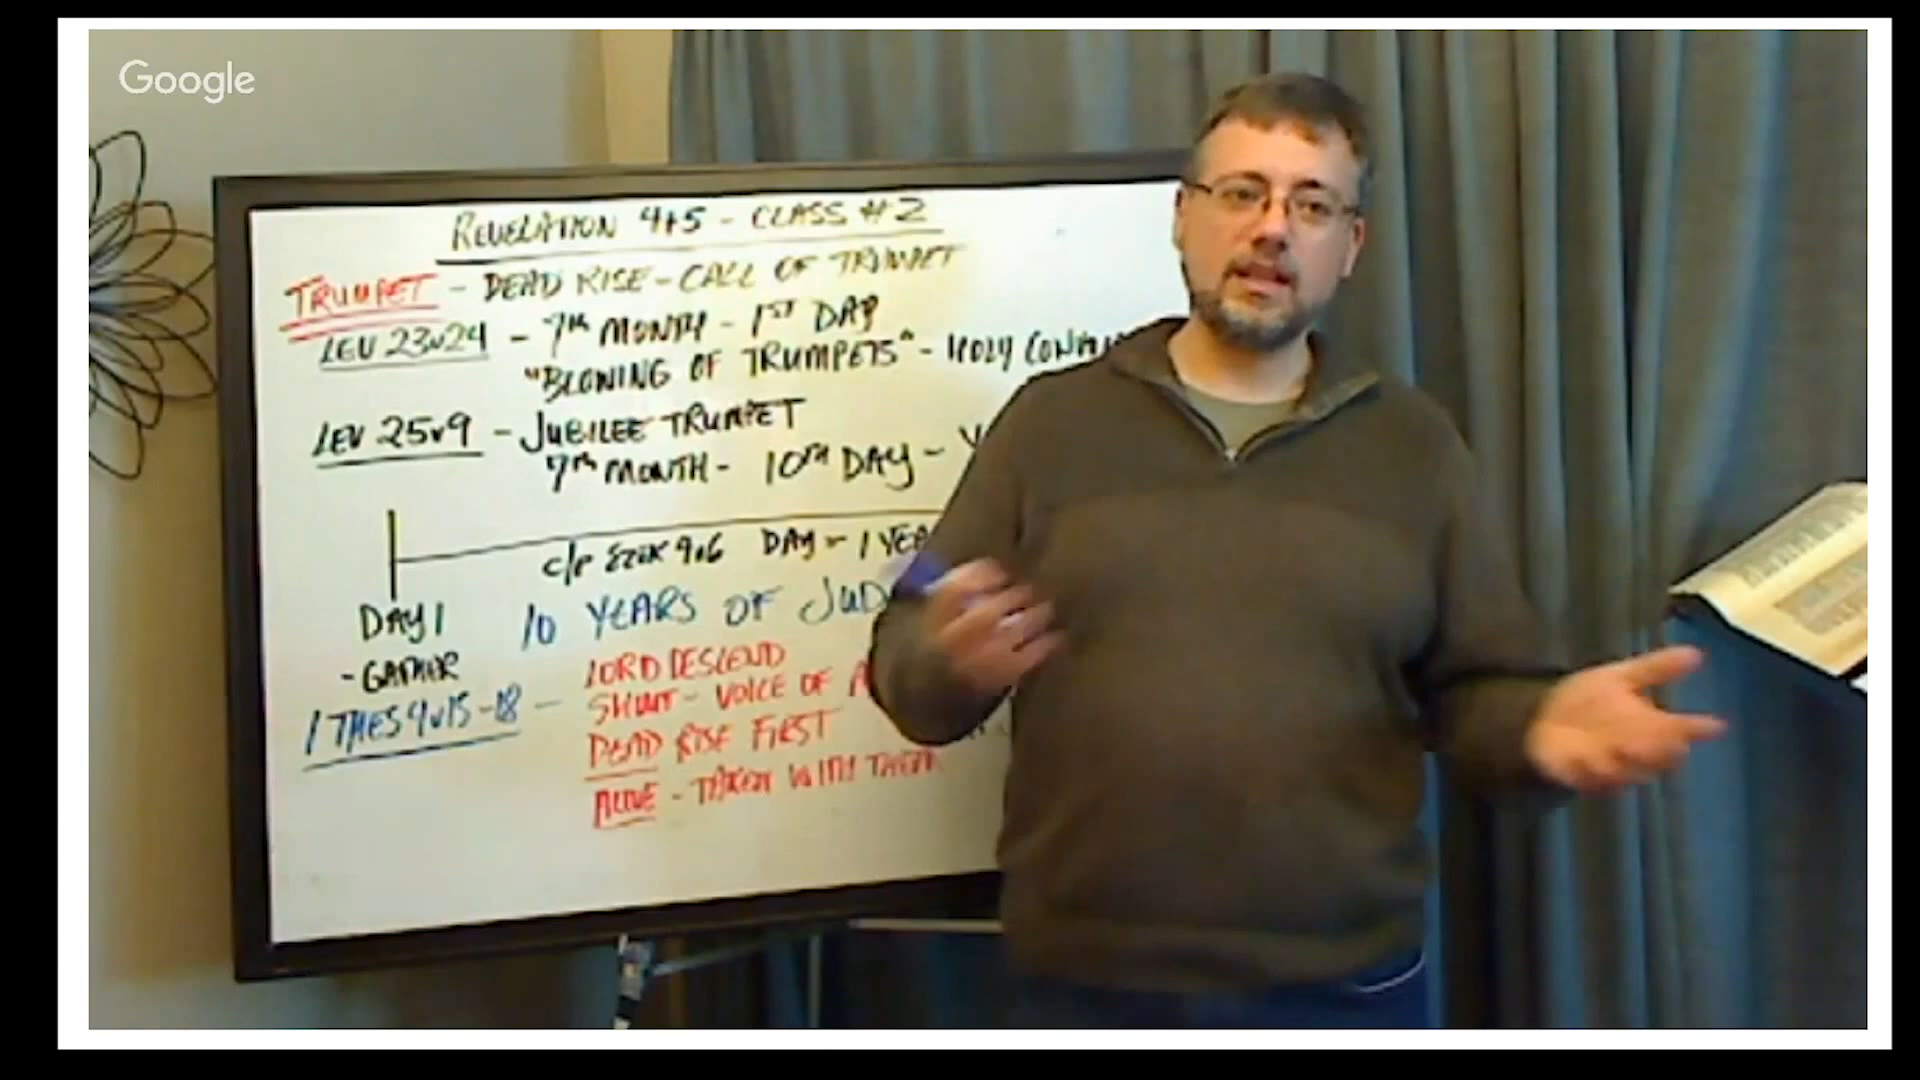 Google
REVELATION 4+5 - CLASS #2
TRUMPET - DEAD RISE - CALL OF TRUMPET
LEV 23v24 - 7th MONTH - 1ST DAY
"BLOWING OF TRUMPETS" - HOLY
LEV 25v9 - JUBILEE TRUMPET
7th MONTH - 10TH DAY -
c/p EZEK 4v6 DAY = 1 YEA
DAY 1
10 YEARS OF JUD
- GATHER
LORD DESCEND
1 THES 4v15-18 - SHOUT - VOICE OF A
DEAD RISE FIRST
ALIVE - TAKEN WITH THEM